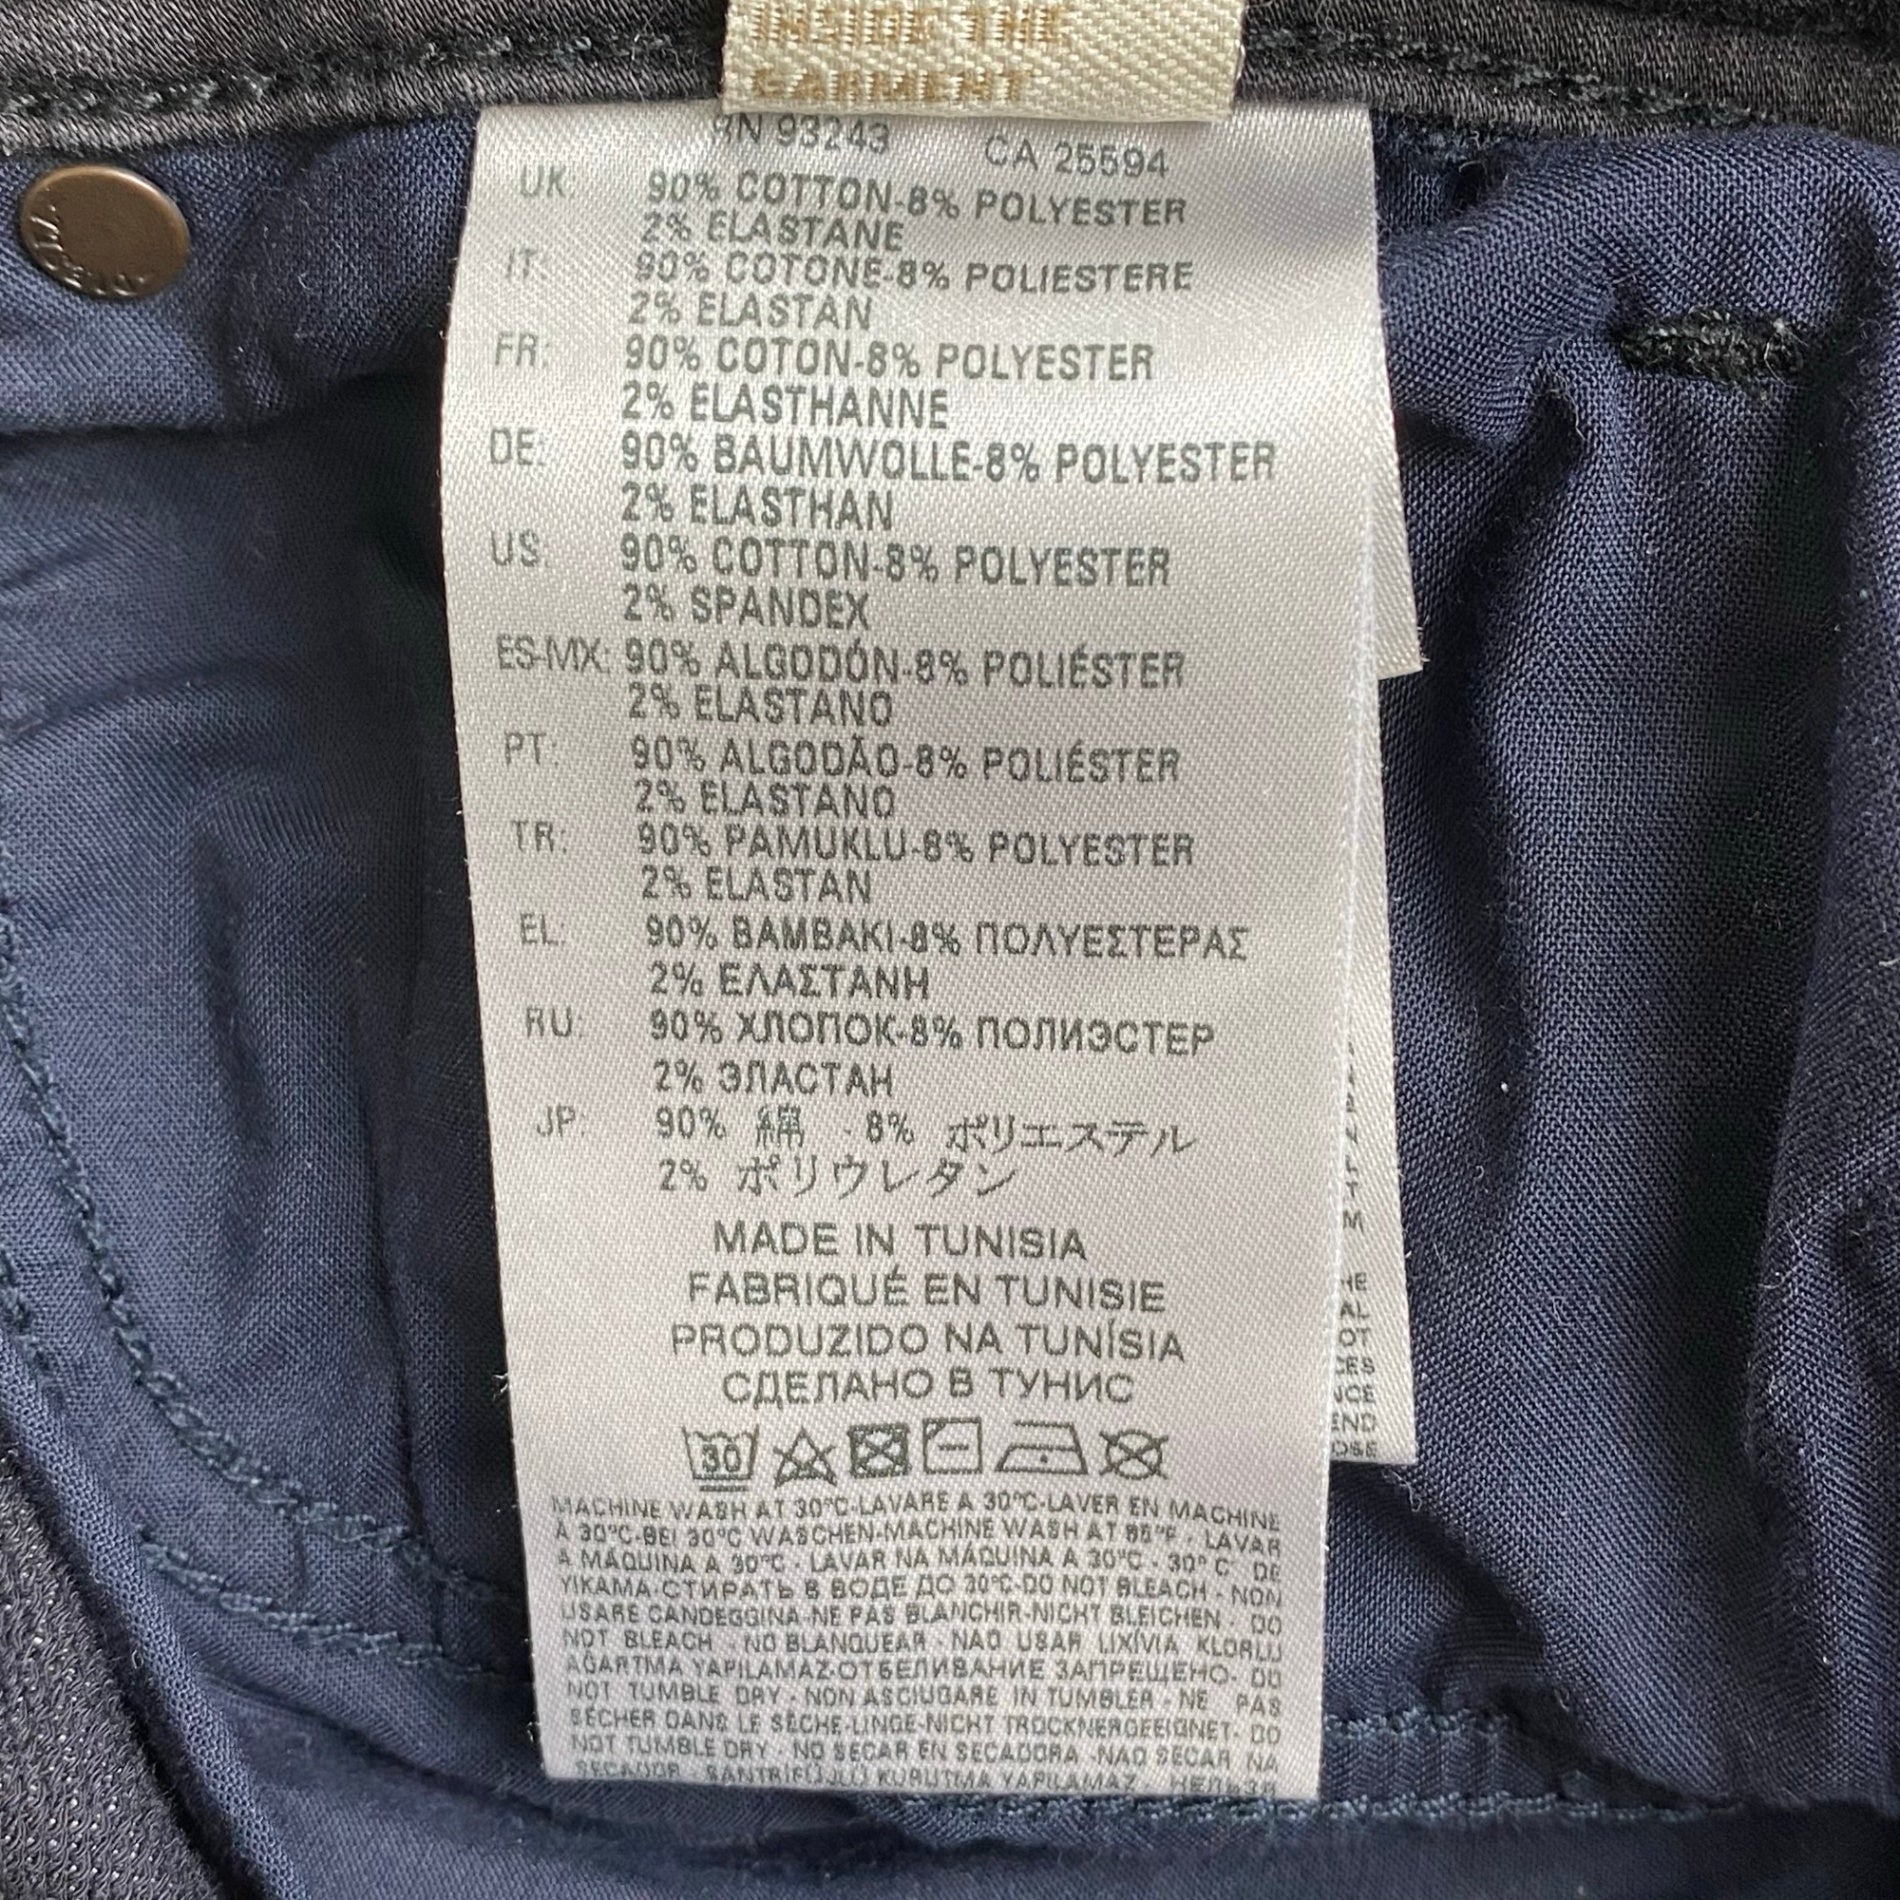 INSIDE THE
GARMENT
RN 93243 CA 25594
UK: 90% COTTON-8% POLYESTER
2% ELASTANE
IT: 90% COTONE-8% POLIESTERE
2% ELASTAN
FR: 90% COTON-8% POLYESTER
2% ELASTHANNE
DE: 90% BAUMWOLLE-8% POLYESTER
2% ELASTHAN
US: 90% COTTON-8% POLYESTER
2% SPANDEX
ES-MX: 90% ALGODÓN-8% POLIÉSTER
2% ELASTANO
PT: 90% ALGODÃO-8% POLIÉSTER
2% ELASTANO
TR: 90% PAMUKLU-8% POLYESTER
2% ELASTAN
EL: 90% ΒΑΜΒΑΚΙ-8% ΠΟΛΥΕΣΤΕΡΑΣ
2% ΕΛΑΣΤΑΝΗ
RU: 90% ХЛОПОК-8% ПОЛИЭСТЕР
2% ЭЛАСТАН
JP: 90% 綿 - 8% ポリエステル
2% ポリウレタン
MADE IN TUNISIA
FABRIQUÉ EN TUNISIE
PRODUZIDO NA TUNÍSIA
СДЕЛАНО В ТУНИС
30
MACHINE WASH AT 30°C-LAVARE A 30°C-LAVER EN MACHINE
À 30°C-BEI 30°C WASCHEN-MACHINE WASH AT 85°F - LAVAR
A MÁQUINA A 30°C - LAVAR NA MÁQUINA A 30°C - 30° C' DE
YIKAMA-СТИРАТЬ В ВОДЕ ДО 30°C-DO NOT BLEACH - NON
USARE CANDEGGINA-NE PAS BLANCHIR-NICHT BLEICHEN - DO
NOT BLEACH - NO BLANQUEAR - NAO USAR LIXÍVIA KLORLU
AĞARTMA YAPILAMAZ-ОТБЕЛИВАНИЕ ЗАПРЕЩЕНО- DO
NOT TUMBLE DRY - NON ASCIUGARE IN TUMBLER - NE PAS
SÉCHER DANS LE SÈCHE-LINGE-NICHT TROCKNERGEEIGNET- DO
NOT TUMBLE DRY - NO SECAR EN SECADORA -NAO SECAR NA
SECADOR - SANTRİFÜJLÜ KURUTMA YAPILAMAZ -